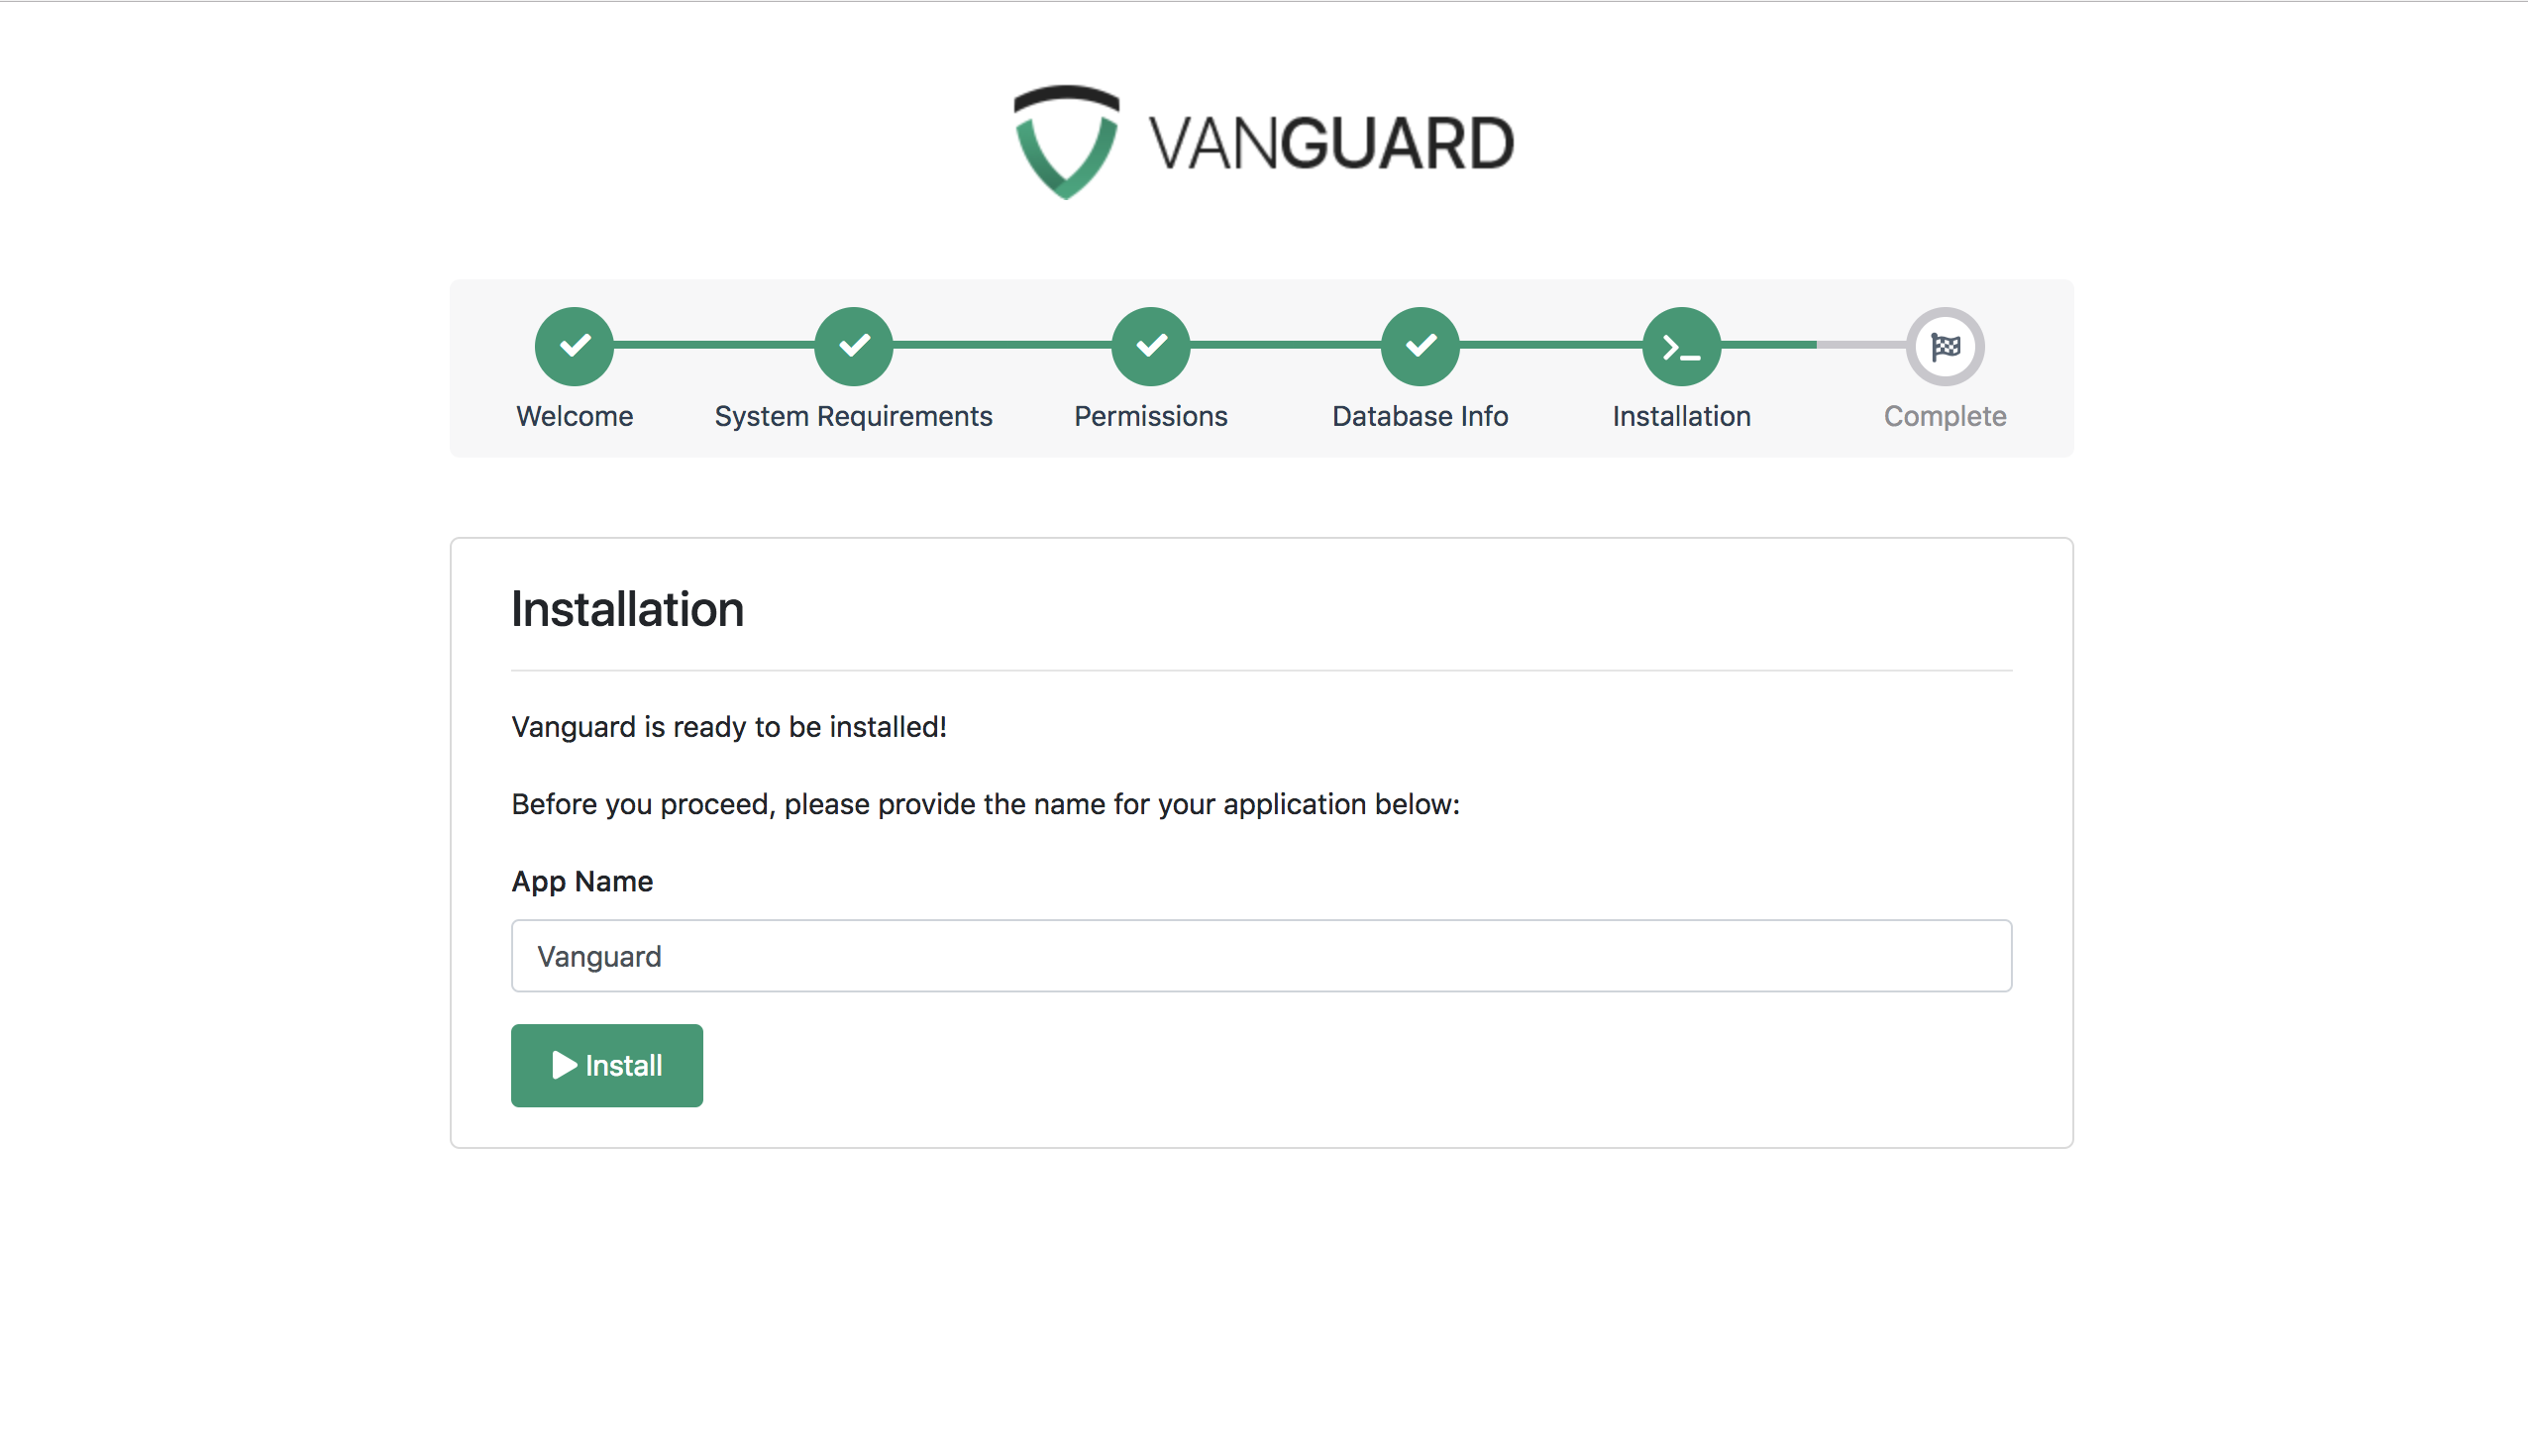 VANGUARD
Welcome System Requirements Permissions Database Info Installation Complete
Installation
Vanguard is ready to be installed!
Before you proceed, please provide the name for your application below:
App Name
Vanguard
Install